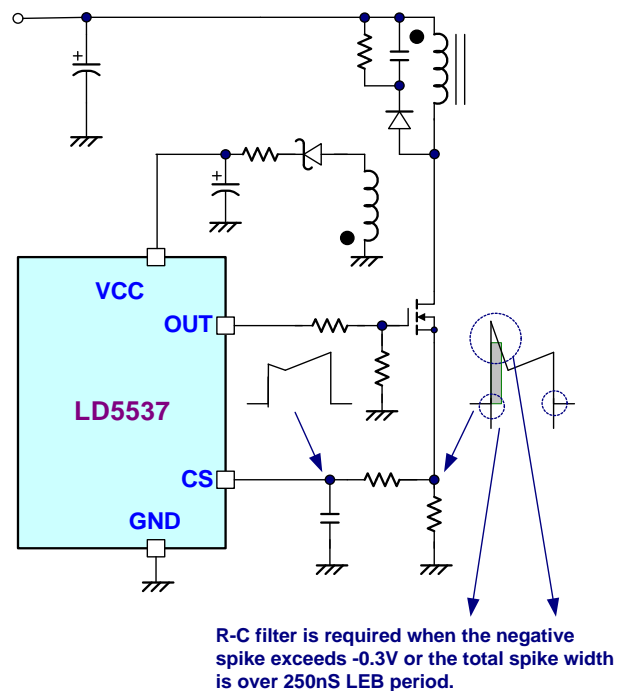 +
+
VCC
OUT
LD5537
CS
GND
R-C filter is required when the negative
spike exceeds -0.3V or the total spike width
is over 250nS LEB period.